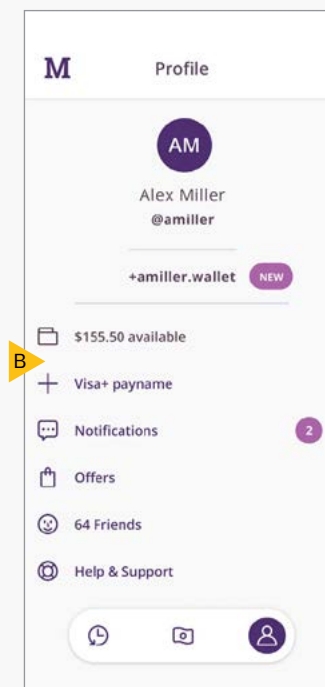 M Profile
AM
Alex Miller
@amiller
+amiller.wallet NEW
$155.50 available
B
Visa+ payname
Notifications 2
Offers
64 Friends
Help & Support